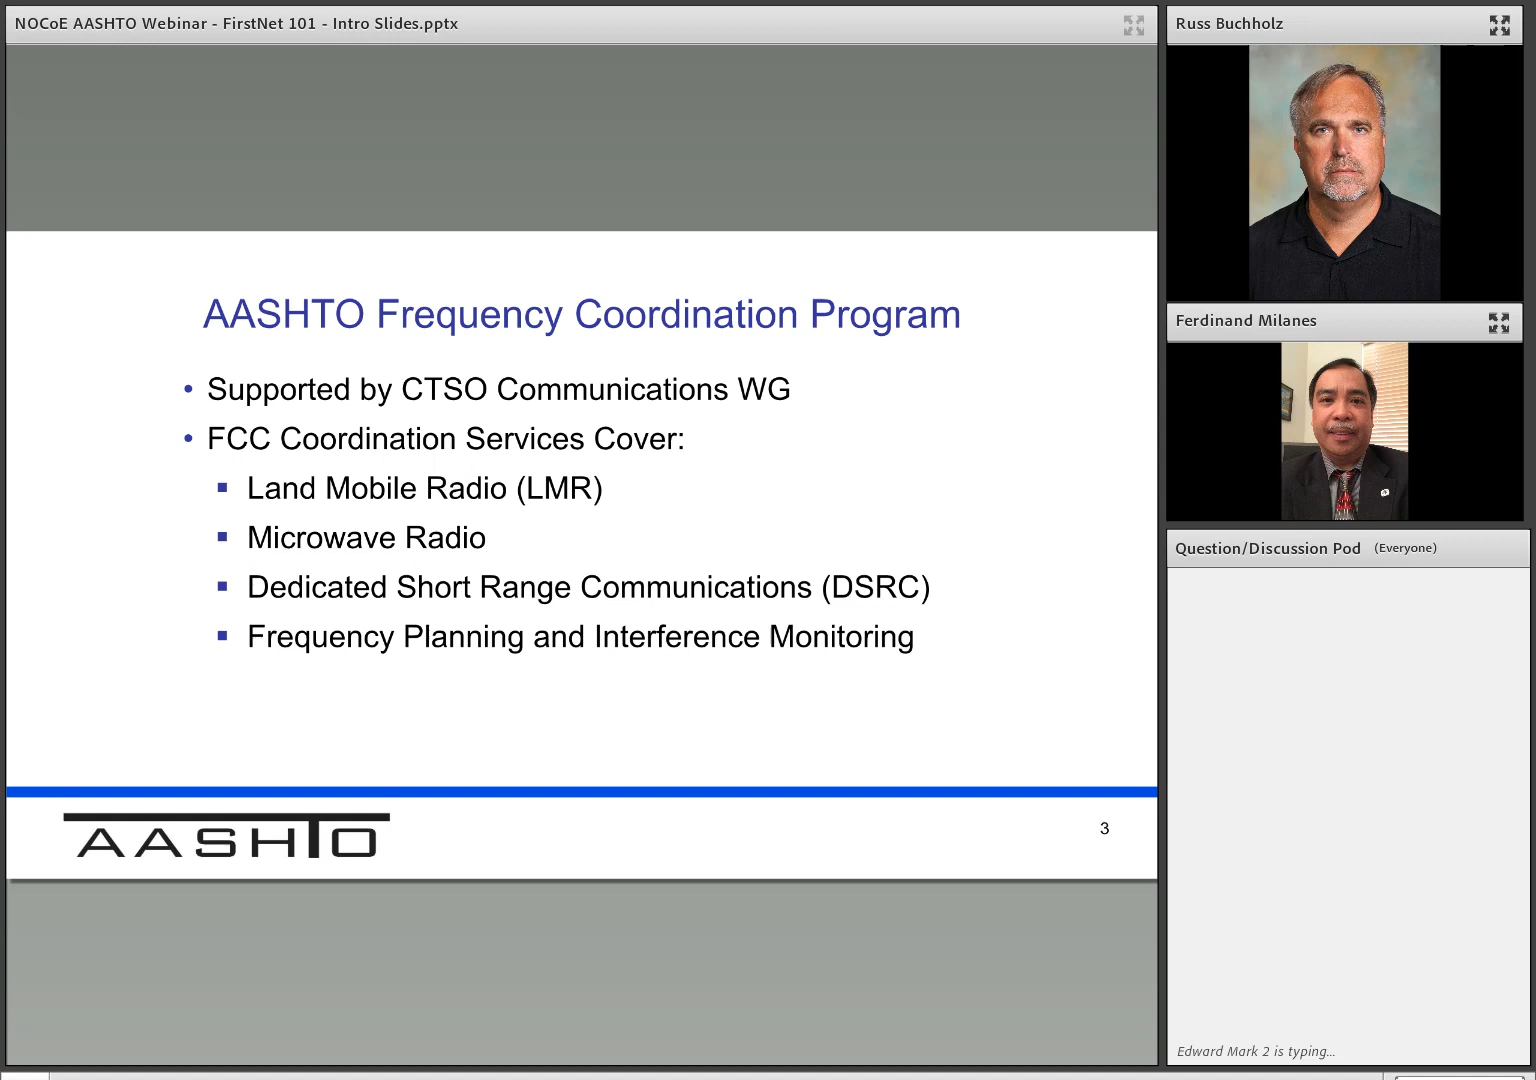 NOCoE AASHTO Webinar - FirstNet 101 - Intro Slides.pptx
AASHTO Frequency Coordination Program
• Supported by CTSO Communications WG
• FCC Coordination Services Cover:
▪ Land Mobile Radio (LMR)
▪ Microwave Radio
▪ Dedicated Short Range Communications (DSRC)
▪ Frequency Planning and Interference Monitoring
AASHTO
3
Russ Buchholz
Ferdinand Milanes
Question/Discussion Pod (Everyone)
Edward Mark 2 is typing...